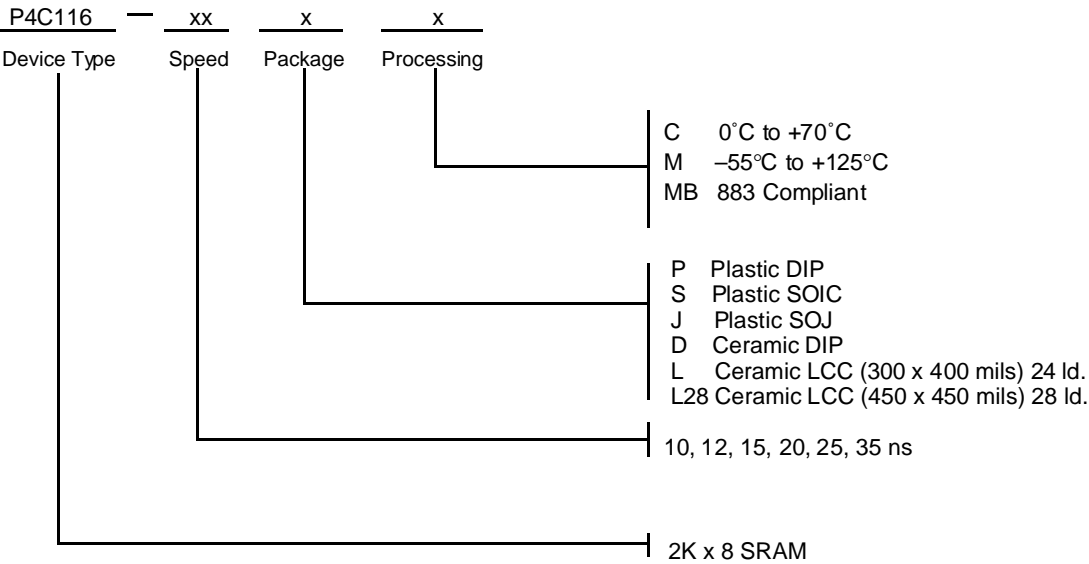 P4C116 — xx x x
Device Type Speed Package Processing
C 0˚C to +70˚C
M –55°C to +125°C
MB 883 Compliant
P Plastic DIP
S Plastic SOIC
J Plastic SOJ
D Ceramic DIP
L Ceramic LCC (300 x 400 mils) 24 ld.
L28 Ceramic LCC (450 x 450 mils) 28 ld.
10, 12, 15, 20, 25, 35 ns
2K x 8 SRAM